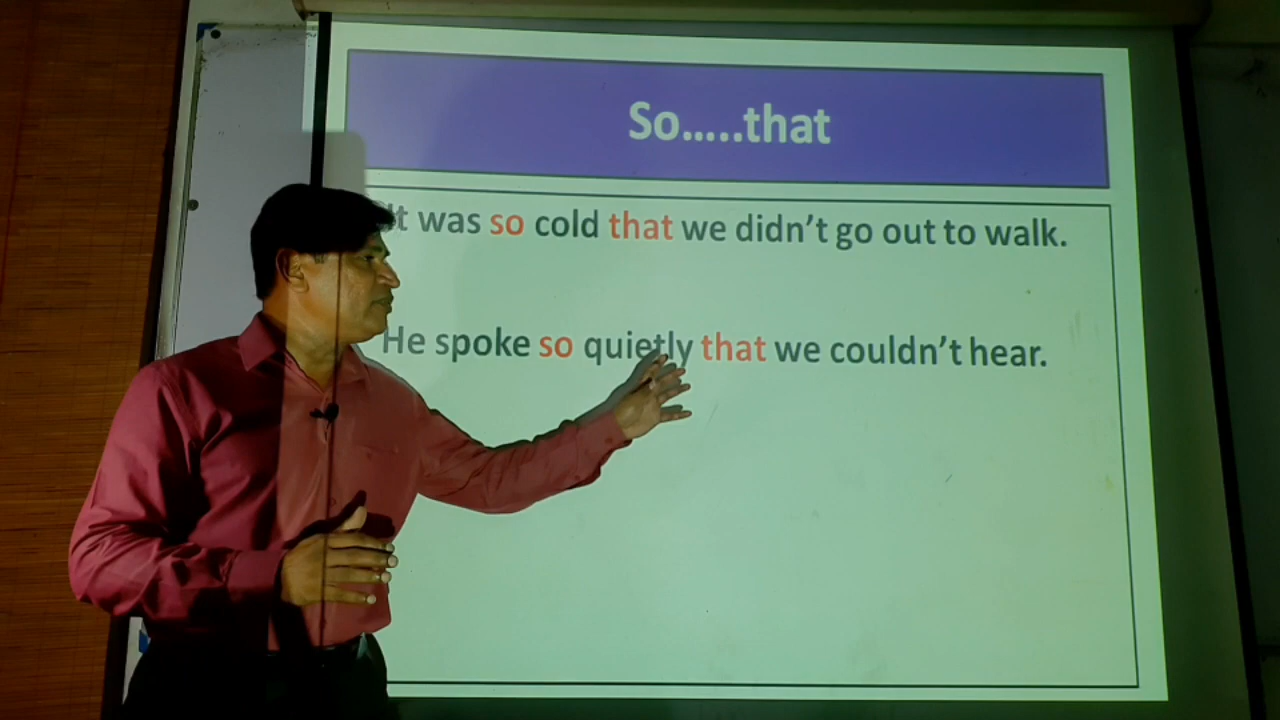 So.....that
It was so cold that we didn't go out to walk.
He spoke so quietly that we couldn't hear.